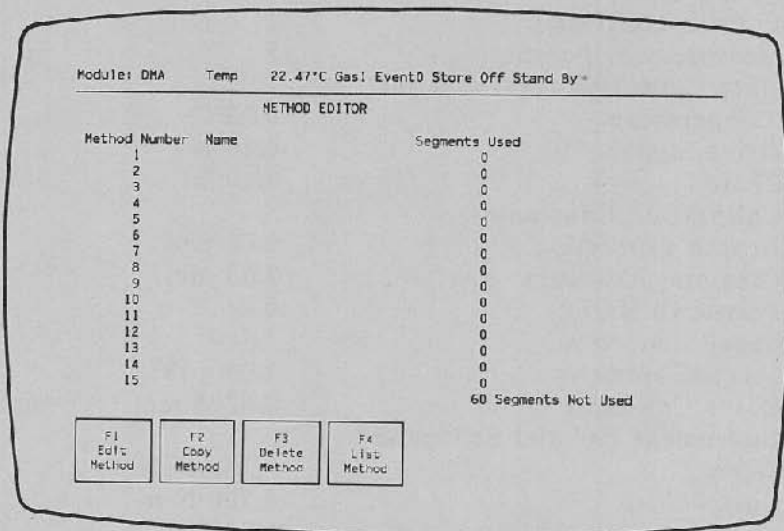 Module: DMA Temp 22.47°C Gas1 Event0 Store Off Stand By
METHOD EDITOR
Method Number Name Segments Used
1 0
2 0
3 0
4 0
5 0
6 0
7 0
8 0
9 0
10 0
11 0
12 0
13 0
14 0
15 0
60 Segments Not Used
F1 F2 F3 F4
Edit Copy Delete List
Method Method Method Method